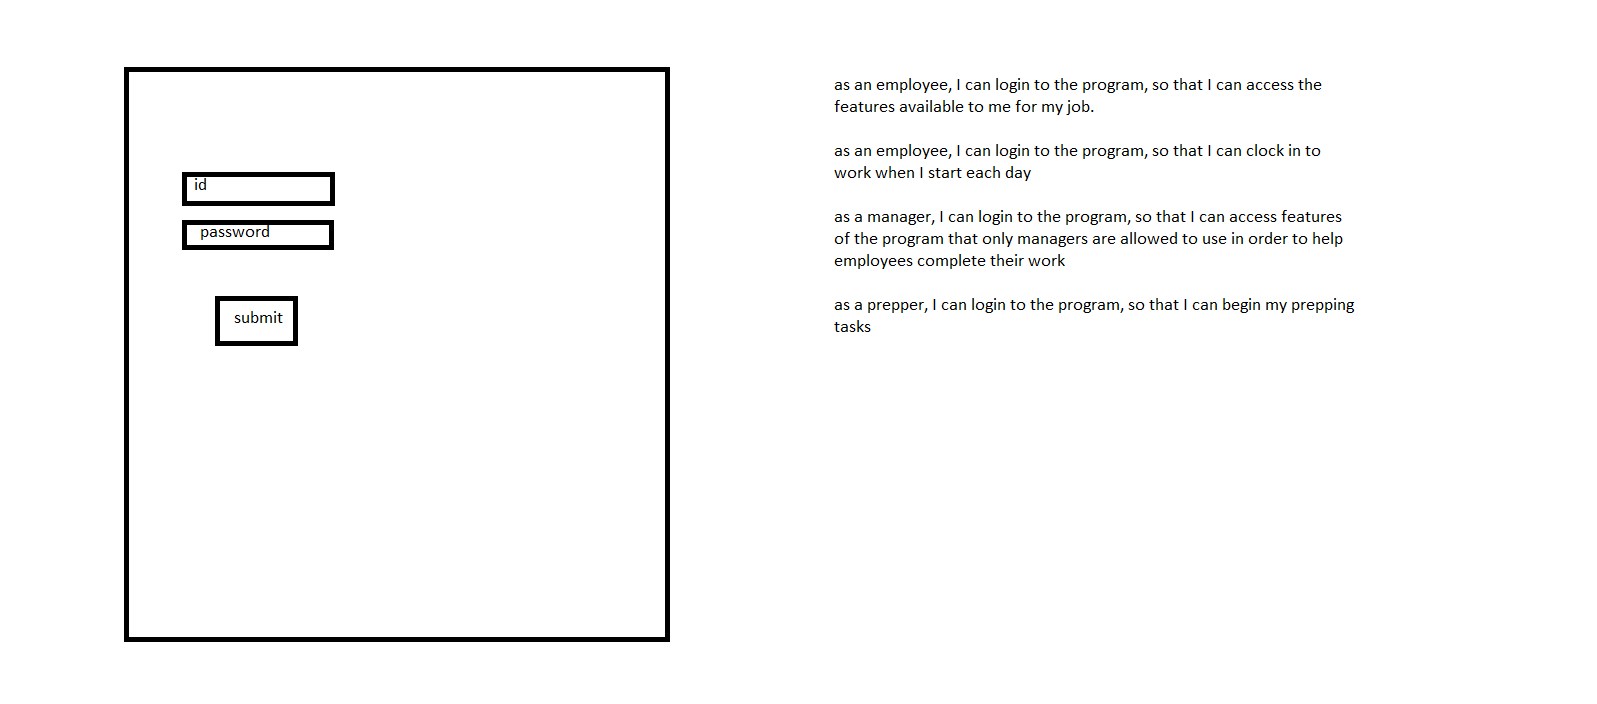 id
password
submit
as an employee, I can login to the program, so that I can access the
features available to me for my job.
as an employee, I can login to the program, so that I can clock in to
work when I start each day
as a manager, I can login to the program, so that I can access features
of the program that only managers are allowed to use in order to help
employees complete their work
as a prepper, I can login to the program, so that I can begin my prepping
tasks